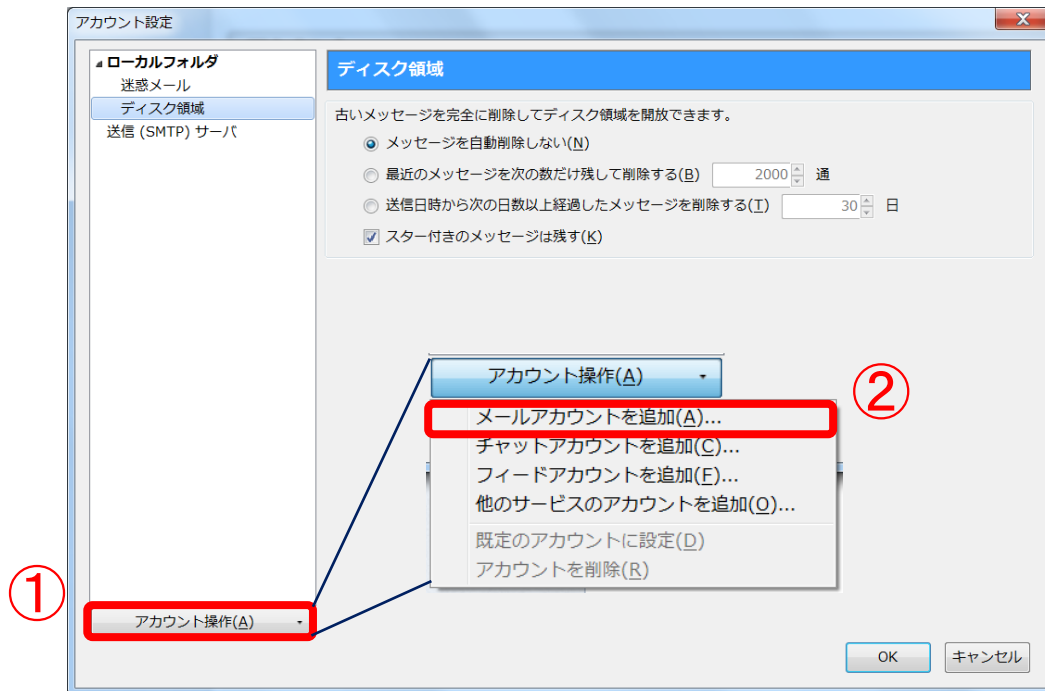 アカウント設定
ローカルフォルダ
迷惑メール
ディスク領域
送信 (SMTP) サーバ
ディスク領域
古いメッセージを完全に削除してディスク領域を開放できます。
メッセージを自動削除しない(N)
最近のメッセージを次の数だけ残して削除する(B) 2000 通
送信日時から次の日数以上経過したメッセージを削除する(T) 30 日
スター付きのメッセージは残す(K)
アカウント操作(A)
②
メールアカウントを追加(A)...
チャットアカウントを追加(C)...
フィードアカウントを追加(F)...
他のサービスのアカウントを追加(O)...
既定のアカウントに設定(D)
アカウントを削除(R)
①
アカウント操作(A)
OK
キャンセル